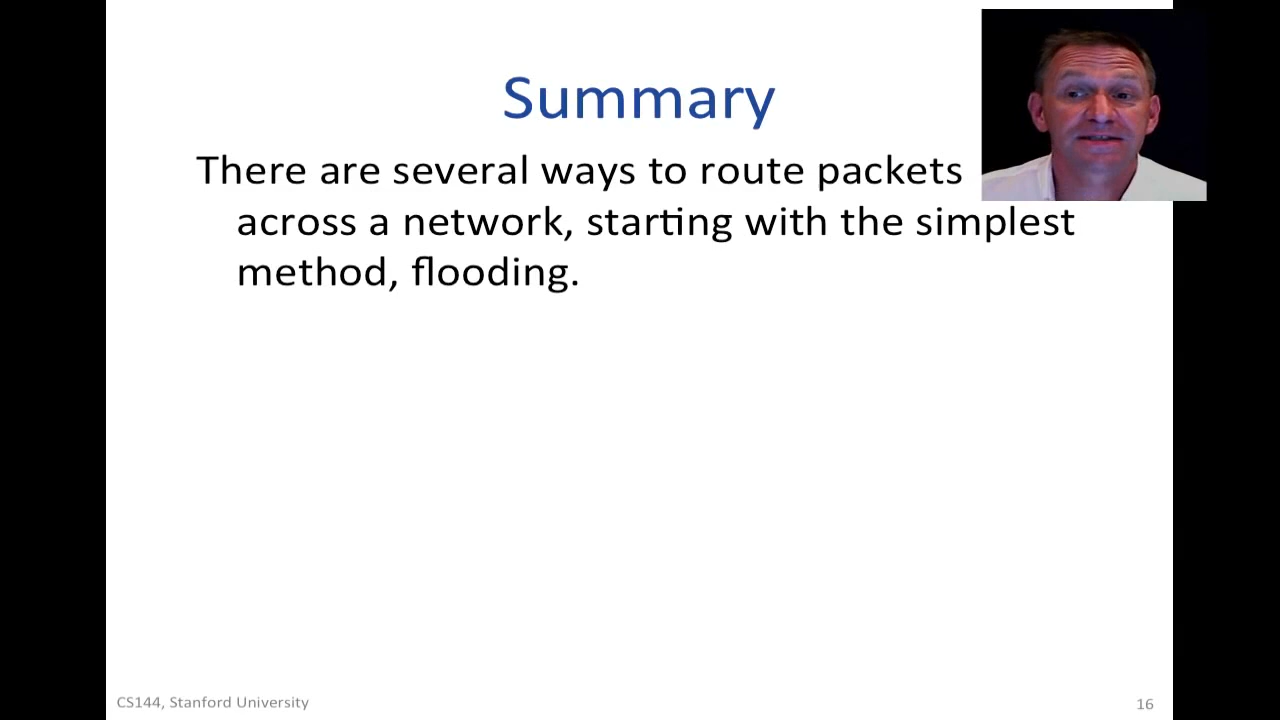 Summary
There are several ways to route packets
across a network, starting with the simplest
method, flooding.
CS144, Stanford University
16